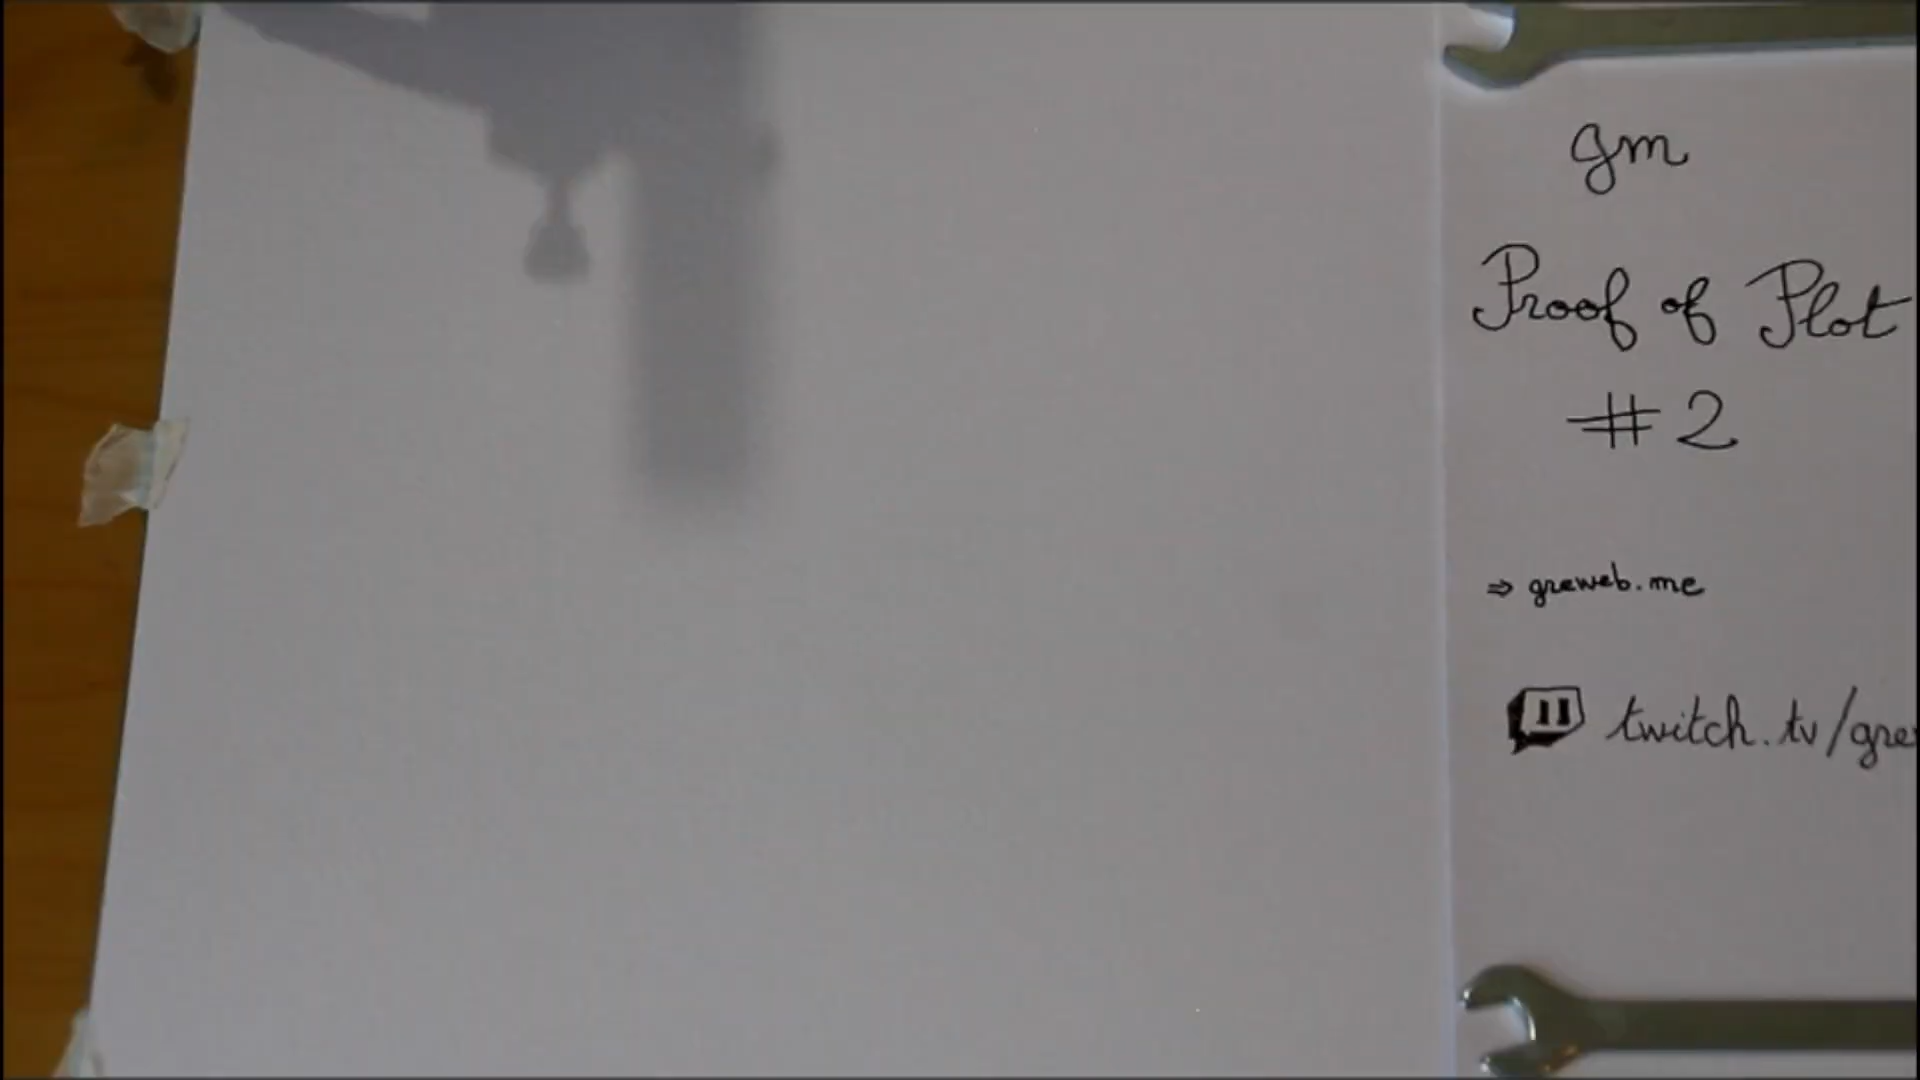 gm
Proof of Plot
#2
⇒ greweb.me
twitch.tv/gre